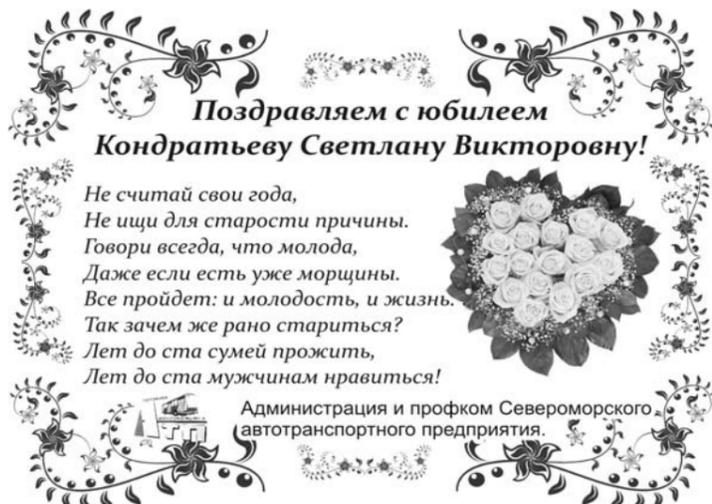 Поздравляем с юбилеем
Кондратьеву Светлану Викторовну!
Не считай свои года,
Не ищи для старости причины.
Говори всегда, что молода,
Даже если есть уже морщины.
Все пройдет: и молодость, и жизнь.
Так зачем же рано стариться?
Лет до ста сумей прожить,
Лет до ста мужчинам нравиться!
Администрация и профком Североморского
автотранспортного предприятия.